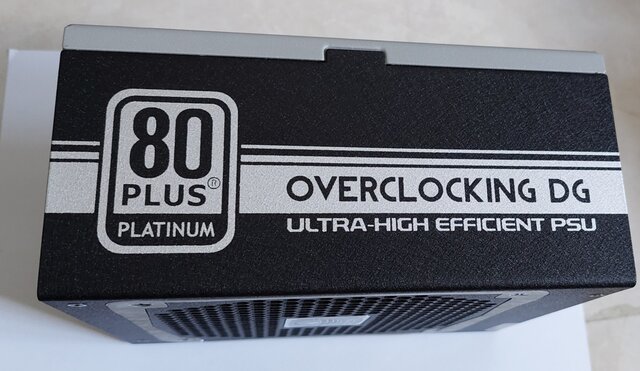 80
PLUS®
PLATINUM
OVERCLOCKING DG
ULTRA-HIGH EFFICIENT PSU